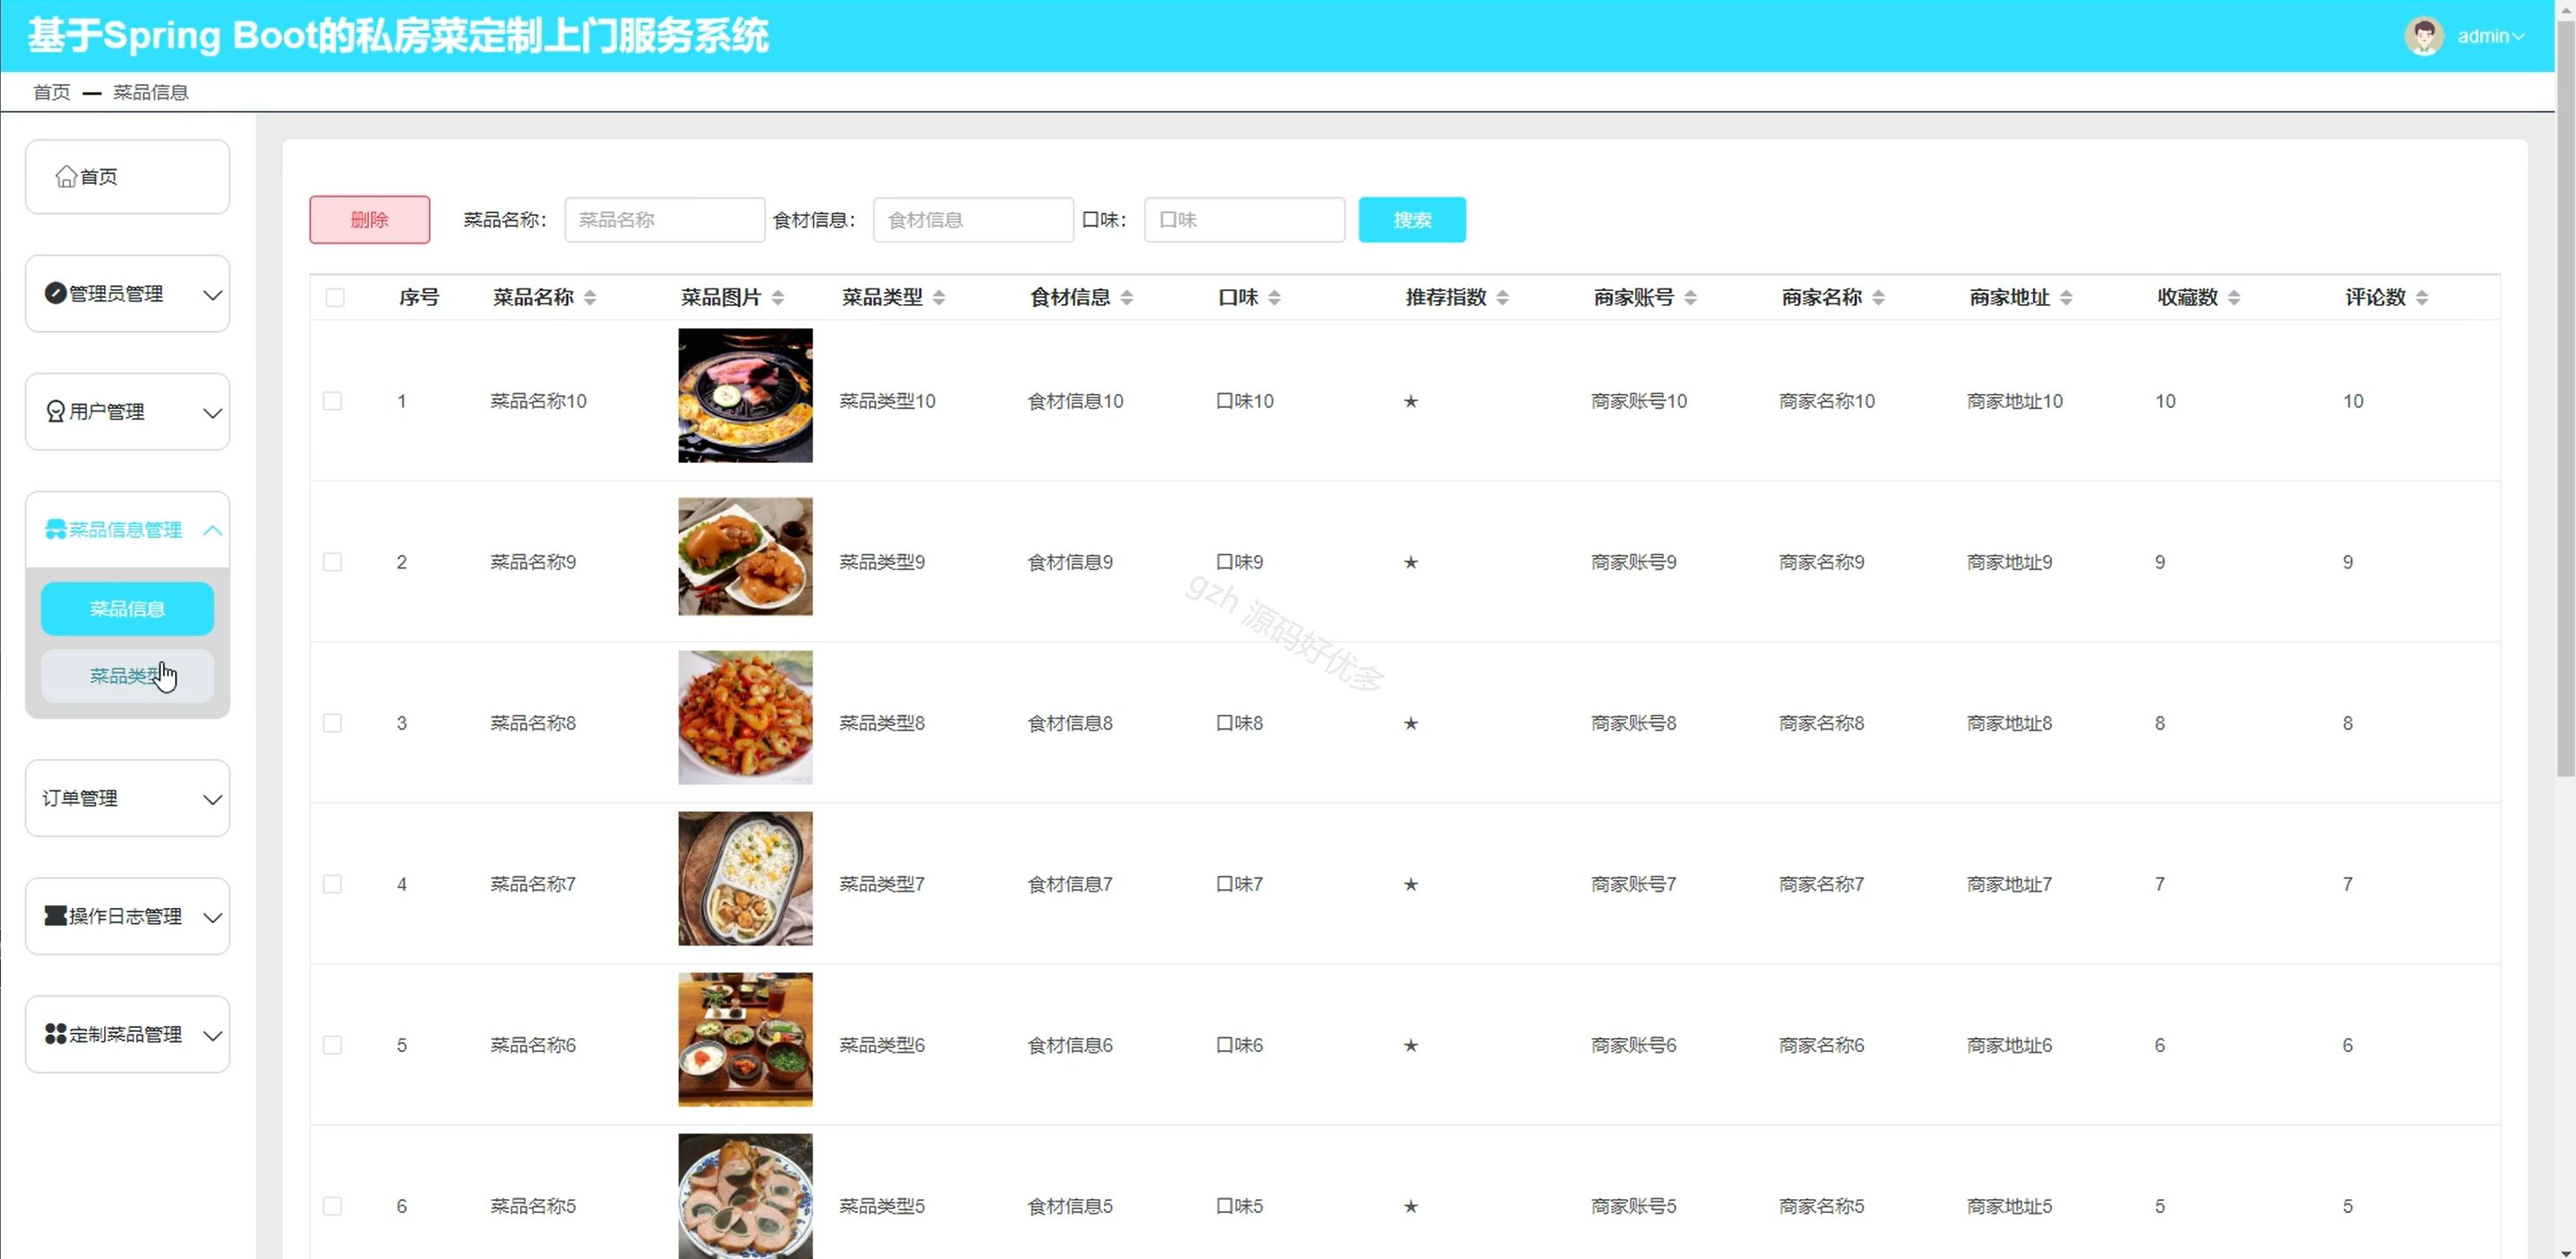 基于Spring Boot的私房菜定制上门服务系统
admin
首页 — 菜品信息
首页
管理员管理
用户管理
菜品信息管理
菜品信息
菜品类型
订单管理
操作日志管理
定制菜品管理
删除 菜品名称： 菜品名称 食材信息： 食材信息 口味： 口味 搜索
序号 菜品名称 菜品图片 菜品类型 食材信息 口味 推荐指数 商家账号 商家名称 商家地址 收藏数 评论数
1 菜品名称10 菜品类型10 食材信息10 口味10 ★ 商家账号10 商家名称10 商家地址10 10 10
2 菜品名称9 菜品类型9 食材信息9 口味9 ★ 商家账号9 商家名称9 商家地址9 9 9
3 菜品名称8 菜品类型8 食材信息8 口味8 ★ 商家账号8 商家名称8 商家地址8 8 8
4 菜品名称7 菜品类型7 食材信息7 口味7 ★ 商家账号7 商家名称7 商家地址7 7 7
5 菜品名称6 菜品类型6 食材信息6 口味6 ★ 商家账号6 商家名称6 商家地址6 6 6
6 菜品名称5 菜品类型5 食材信息5 口味5 ★ 商家账号5 商家名称5 商家地址5 5 5
gzh 源码好优多